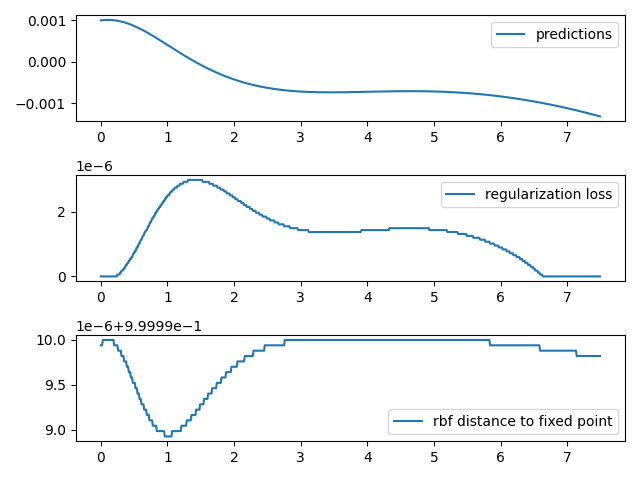 0.001
0.000
−0.001
predictions
0 1 2 3 4 5 6 7
1e−6
2
0
regularization loss
0 1 2 3 4 5 6 7
1e−6+9.9999e−1
10.0
9.5
9.0
rbf distance to fixed point
0 1 2 3 4 5 6 7